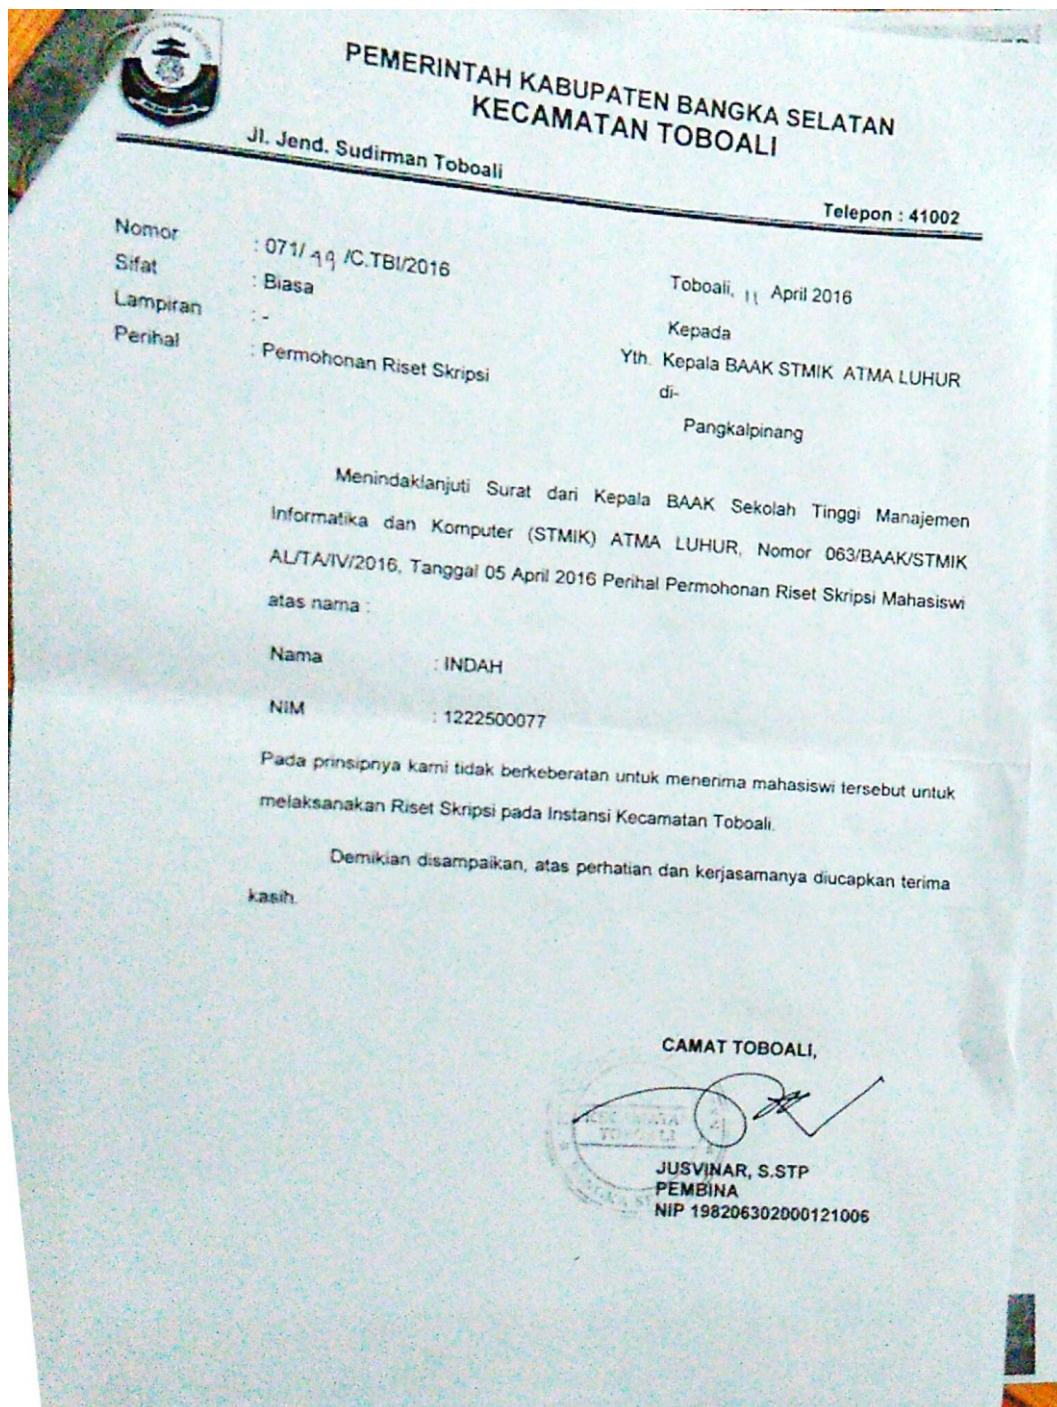 PEMERINTAH KABUPATEN BANGKA SELATAN
KECAMATAN TOBOALI
Jl. Jend. Sudirman Toboali
Telepon : 41002
Nomor : 071/ 99 /C.TBI/2016
Sifat : Biasa
Lampiran : -
Perihal : Permohonan Riset Skripsi
Toboali, 11 April 2016
Kepada
Yth. Kepala BAAK STMIK ATMA LUHUR
di-
Pangkalpinang
Menindaklanjuti Surat dari Kepala BAAK Sekolah Tinggi Manajemen
Informatika dan Komputer (STMIK) ATMA LUHUR, Nomor 063/BAAK/STMIK
AL/TA/IV/2016, Tanggal 05 April 2016 Perihal Permohonan Riset Skripsi Mahasiswi
atas nama :
Nama : INDAH
NIM : 1222500077
Pada prinsipnya kami tidak berkeberatan untuk menerima mahasiswi tersebut untuk
melaksanakan Riset Skripsi pada Instansi Kecamatan Toboali.
Demikian disampaikan, atas perhatian dan kerjasamanya diucapkan terima
kasih.
CAMAT TOBOALI,
JUSVINAR, S.STP
PEMBINA
NIP 198206302000121006